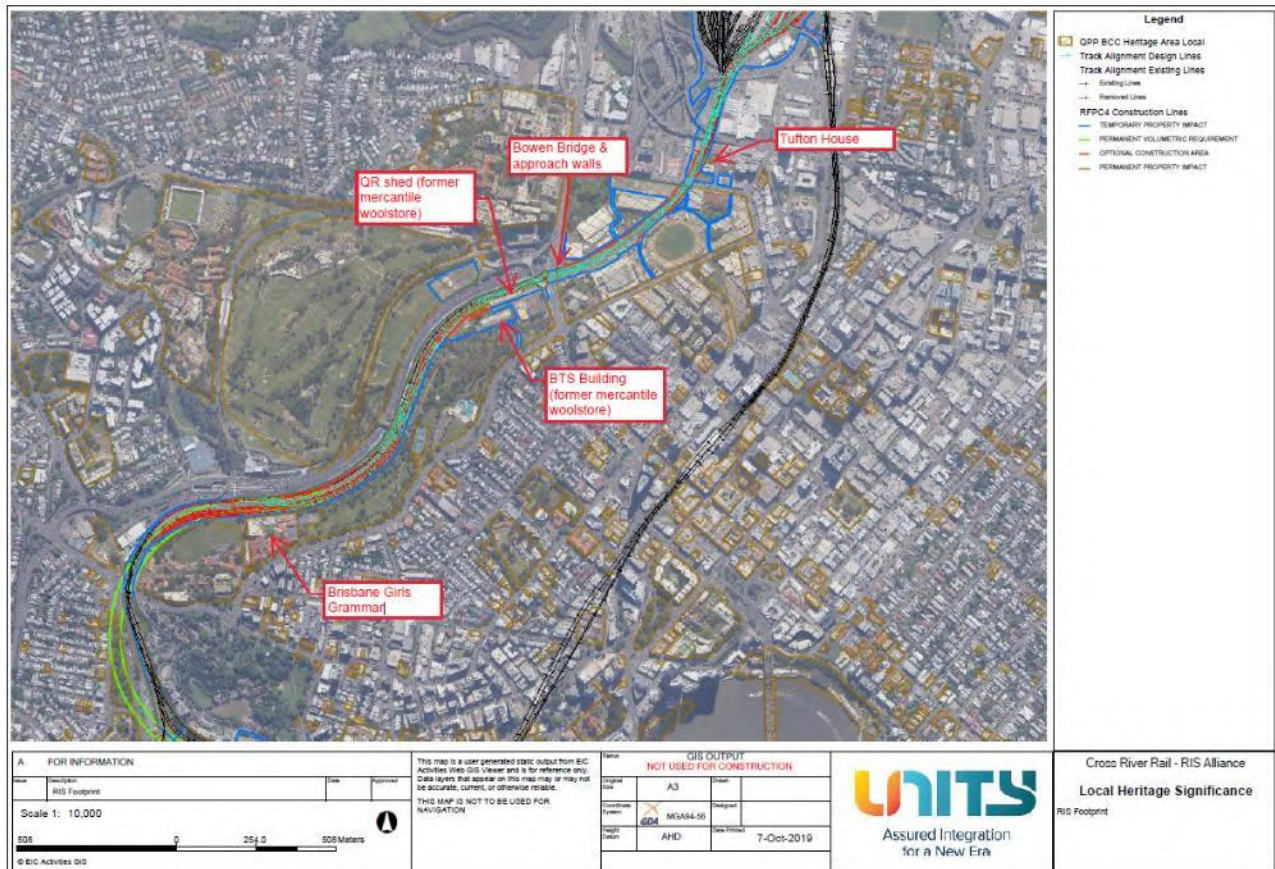 Tufton House
Bowen Bridge &
approach walls
QR shed (former
mercantile
woolstore)
BTS Building
(former mercantile
woolstore)
Brisbane Girls
Grammar
Legend
QPP BCC Heritage Area Local
Track Alignment Design Lines
Track Alignment Existing Lines
Existing Lines
Removed Lines
RFPC4 Construction Lines
TEMPORARY PROPERTY IMPACT
PERMANENT VOLUMETRIC REQUIREMENT
OPTIONAL CONSTRUCTION AREA
PERMANENT PROPERTY IMPACT
A FOR INFORMATION
Issue Description Date Approved
RIS Footprint
Scale 1: 10,000
508 0 254.0 508 Meters
© EIC Activities GIS
This map is a user generated static output from EIC
Activities Web GIS Viewer and is for reference only.
Data layers that appear on this map may or may not
be accurate, current, or otherwise reliable.
THIS MAP IS NOT TO BE USED FOR
NAVIGATION
Status GIS OUTPUT
NOT USED FOR CONSTRUCTION
Original Size A3 Drawn
Coordinate System GDA MGA94-56 Designed
Height Datum AHD Date Printed 7-Oct-2019
UNITY
Assured Integration
for a New Era
Cross River Rail - RIS Alliance
Local Heritage Significance
RIS Footprint